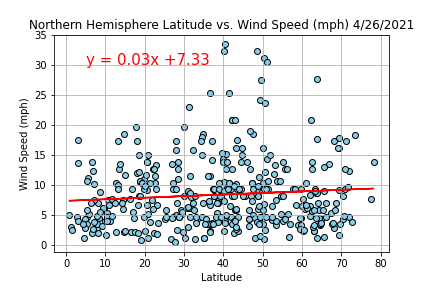 Northern Hemisphere Latitude vs. Wind Speed (mph) 4/26/2021
y = 0.03x +7.33
Wind Speed (mph)
35
30
25
20
15
10
5
0
0 10 20 30 40 50 60 70 80
Latitude